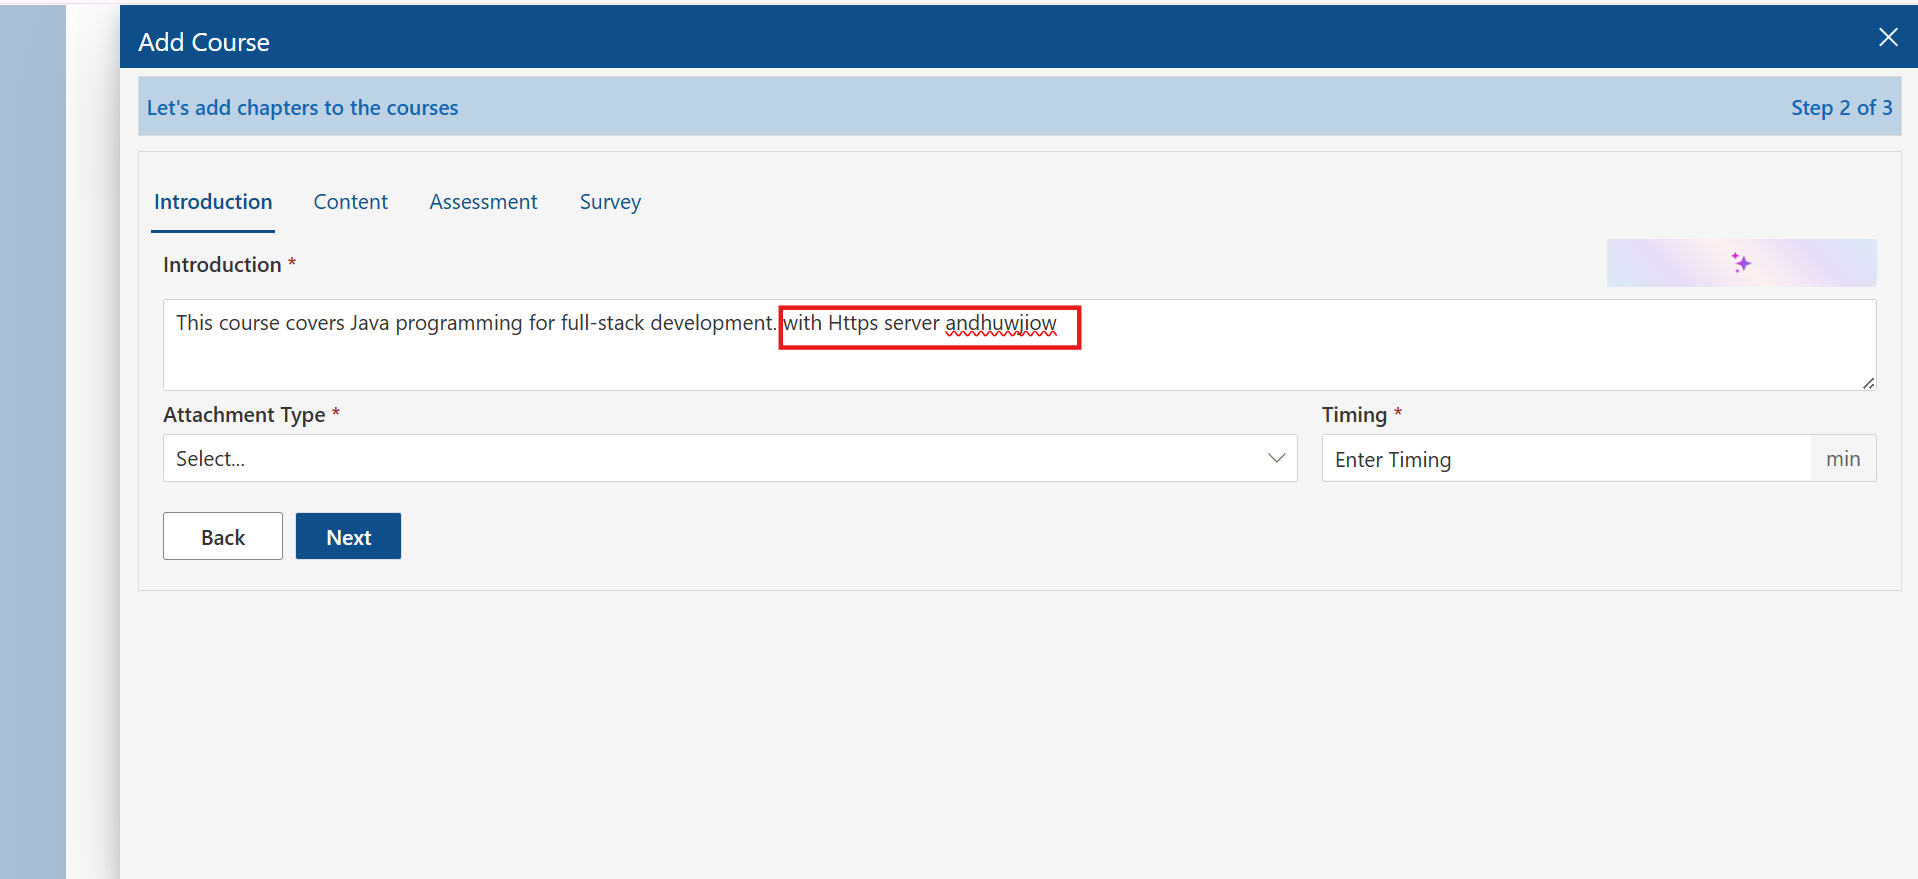 Add Course
Let's add chapters to the courses
Step 2 of 3
Introduction Content Assessment Survey
Introduction *
This course covers Java programming for full-stack development. with Https server andhuwjiow
Attachment Type *
Timing *
Select...
Enter Timing min
Back Next